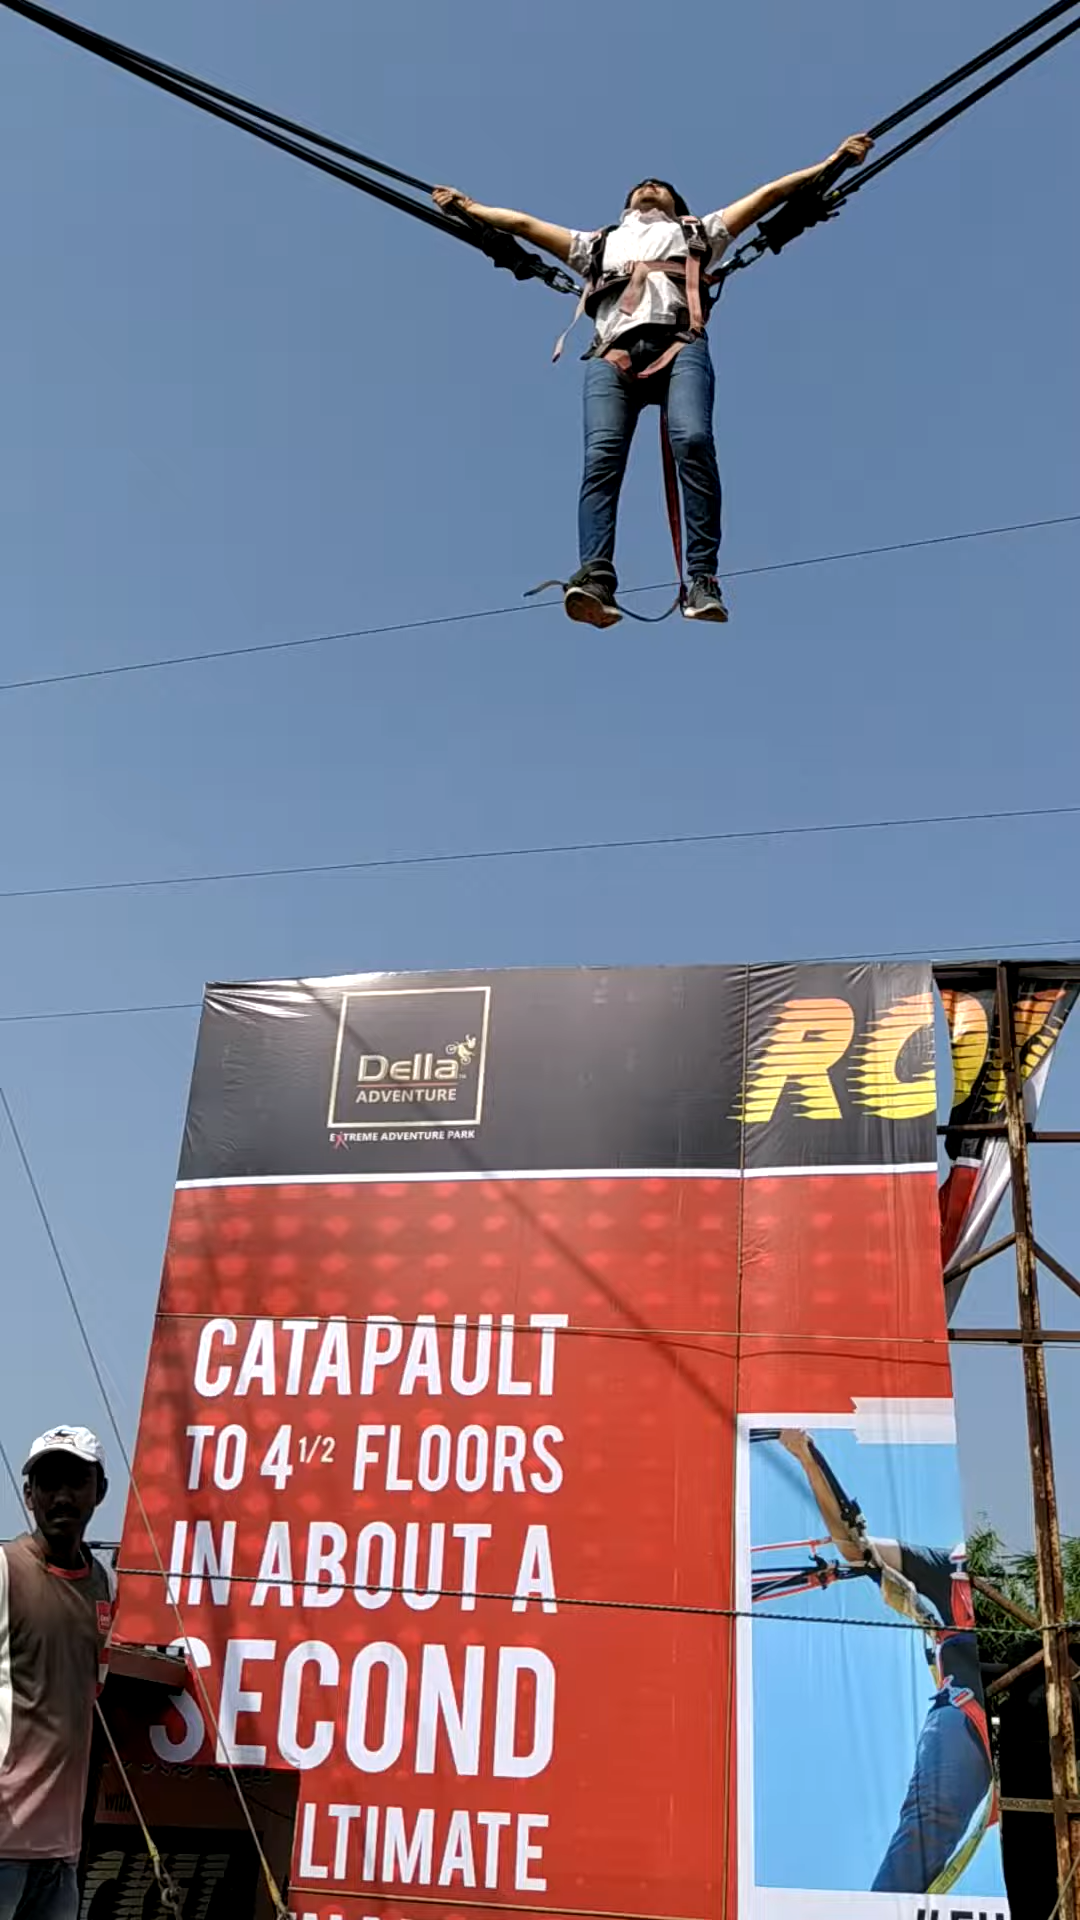 Della
ADVENTURE
EXTREME ADVENTURE PARK
CATAPAULT
TO 4 1/2 FLOORS
IN ABOUT A
SECOND
LTIMATE